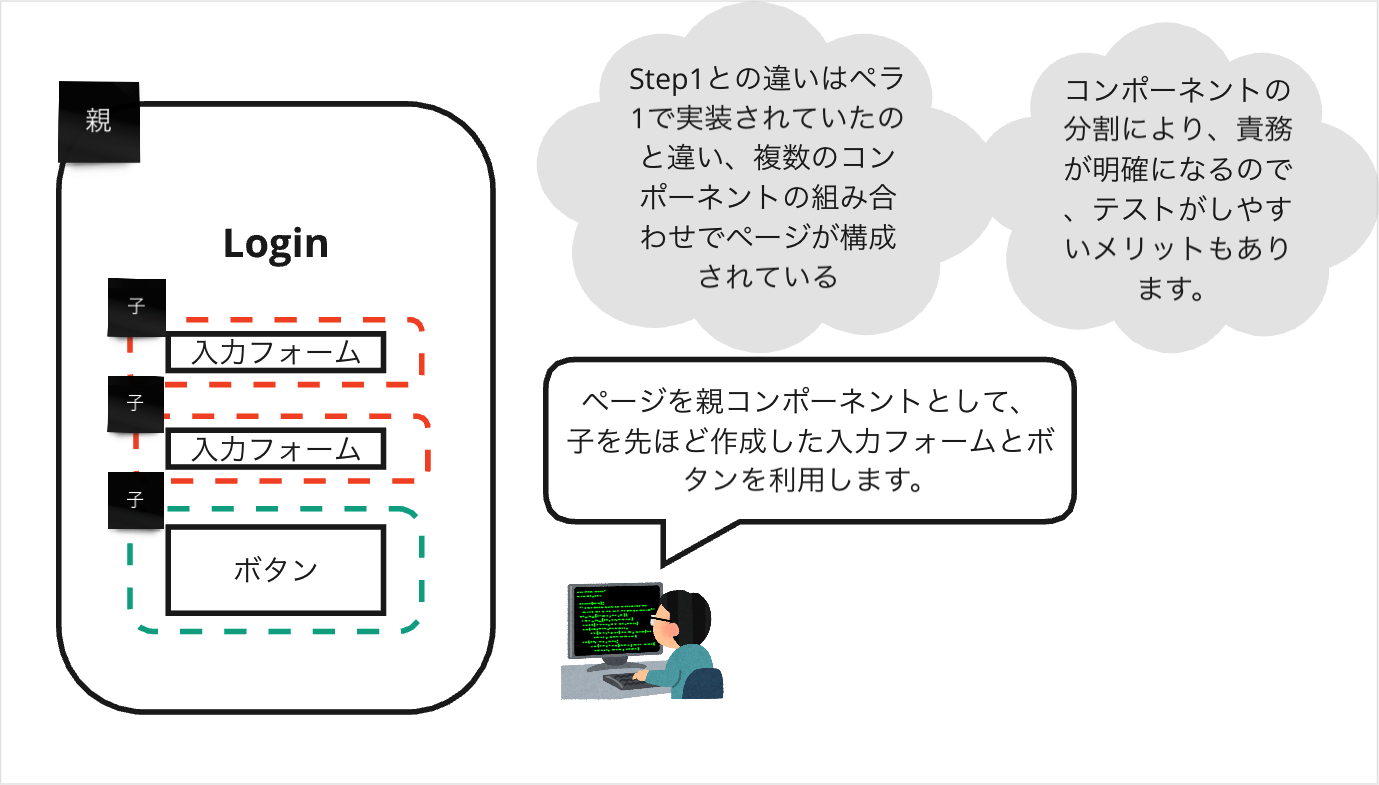 親
Login
子
入力フォーム
子
入力フォーム
子
ボタン
Step1との違いはペラ
1で実装されていたの
と違い、複数のコン
ポーネントの組み合
わせでページが構成
されている
コンポーネントの
分割により、責務
が明確になるので
、テストがしやす
いメリットもあり
ます。
ページを親コンポーネントとして、
子を先ほど作成した入力フォームとボ
タンを利用します。